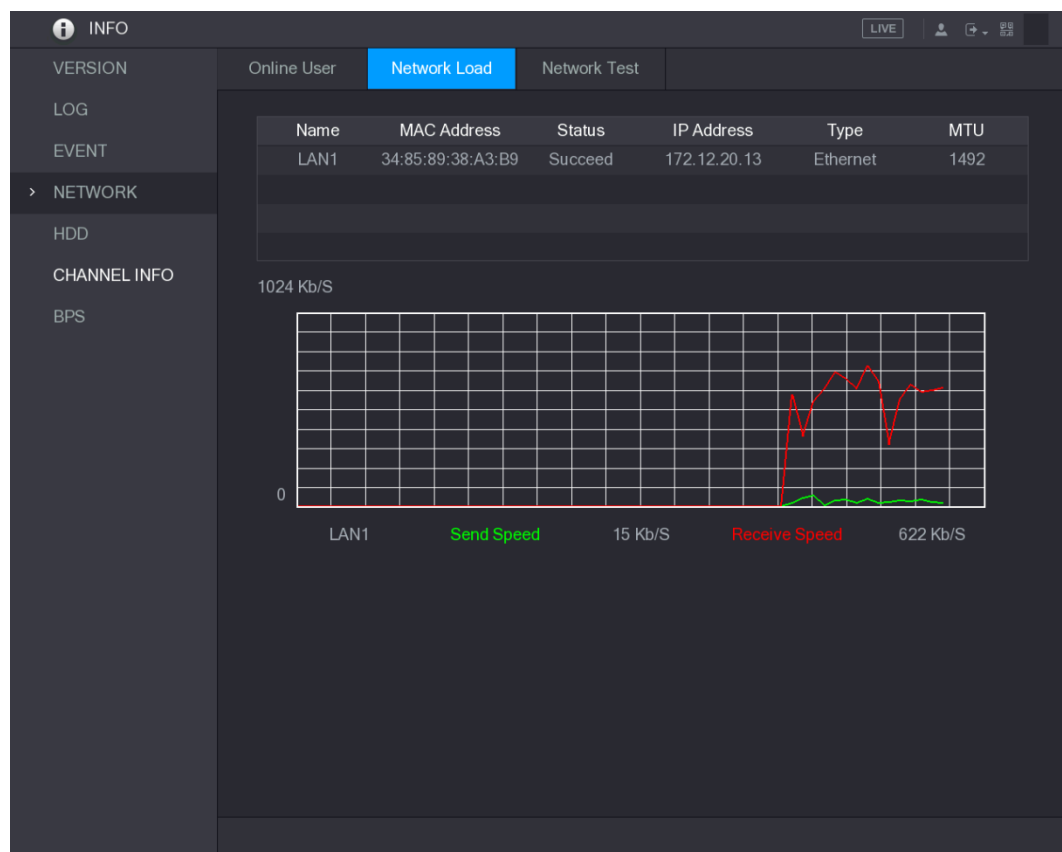 INFO LIVE
VERSION Online User Network Load Network Test
LOG
Name MAC Address Status IP Address Type MTU
EVENT
LAN1 34:85:89:38:A3:B9 Succeed 172.12.20.13 Ethernet 1492
> NETWORK
HDD
CHANNEL INFO
1024 Kb/S
BPS
0
LAN1 Send Speed 15 Kb/S Receive Speed 622 Kb/S